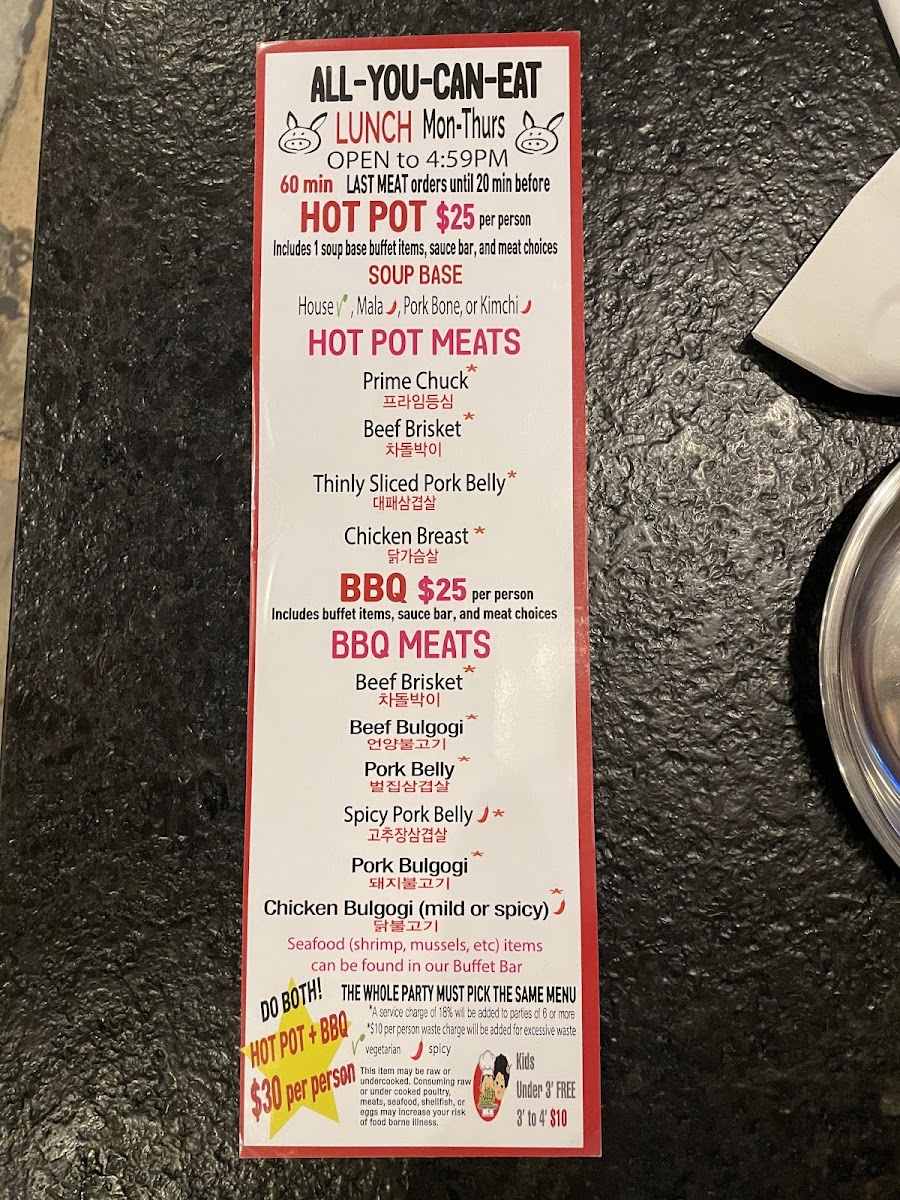 ALL-YOU-CAN-EAT
LUNCH Mon-Thurs
OPEN to 4:59PM
60 min LAST MEAT orders until 20 min before
HOT POT $25 per person
Includes 1 soup base buffet items, sauce bar, and meat choices
SOUP BASE
House, Mala, Pork Bone, or Kimchi
HOT POT MEATS
Prime Chuck*
프라임등심
Beef Brisket*
차돌박이
Thinly Sliced Pork Belly*
대패삼겹살
Chicken Breast *
닭가슴살
BBQ $25 per person
Includes buffet items, sauce bar, and meat choices
BBQ MEATS
Beef Brisket*
차돌박이
Beef Bulgogi*
언양불고기
Pork Belly*
벌집삼겹살
Spicy Pork Belly *
고추장삼겹살
Pork Bulgogi*
돼지불고기
Chicken Bulgogi (mild or spicy)*
닭불고기
Seafood (shrimp, mussels, etc) items
can be found in our Buffet Bar
DO BOTH!
HOT POT + BBQ
$30 per person
THE WHOLE PARTY MUST PICK THE SAME MENU
*A service charge of 18% will be added to parties of 6 or more
*$10 per person waste charge will be added for excessive waste
vegetarian spicy
This item may be raw or
undercooked. Consuming raw
or under cooked poultry,
meats, seafood, shellfish, or
eggs may increase your risk
of food borne illness.
Kids
Under 3' FREE
3' to 4' $10